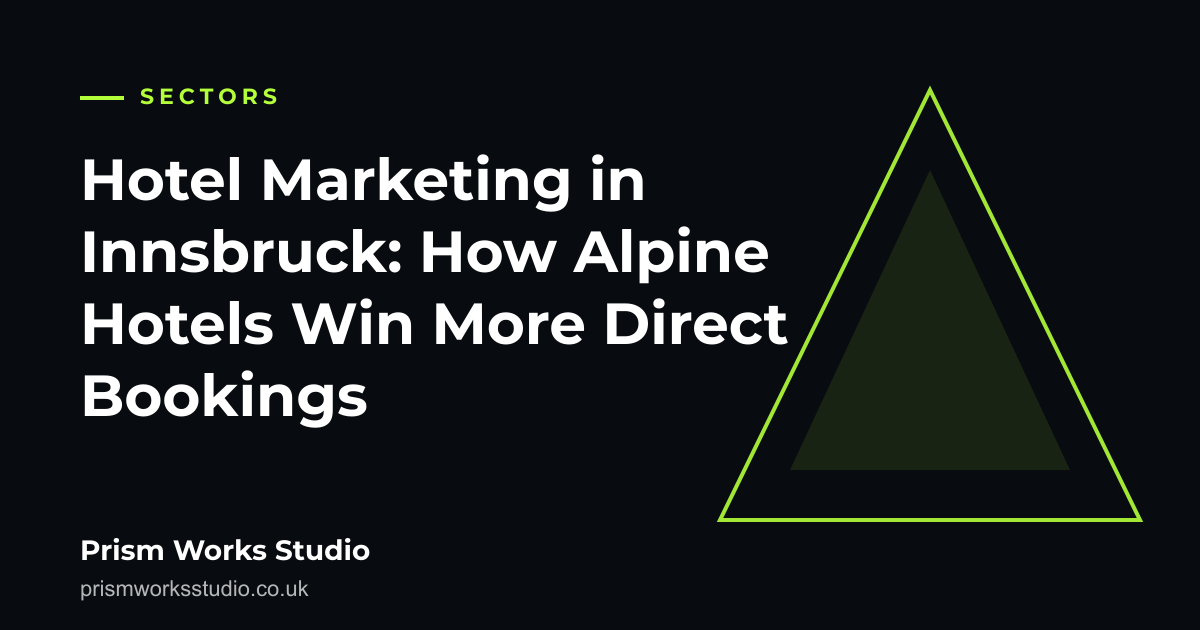 SECTORS
Hotel Marketing in
Innsbruck: How Alpine
Hotels Win More Direct
Bookings
Prism Works Studio
prismworksstudio.co.uk